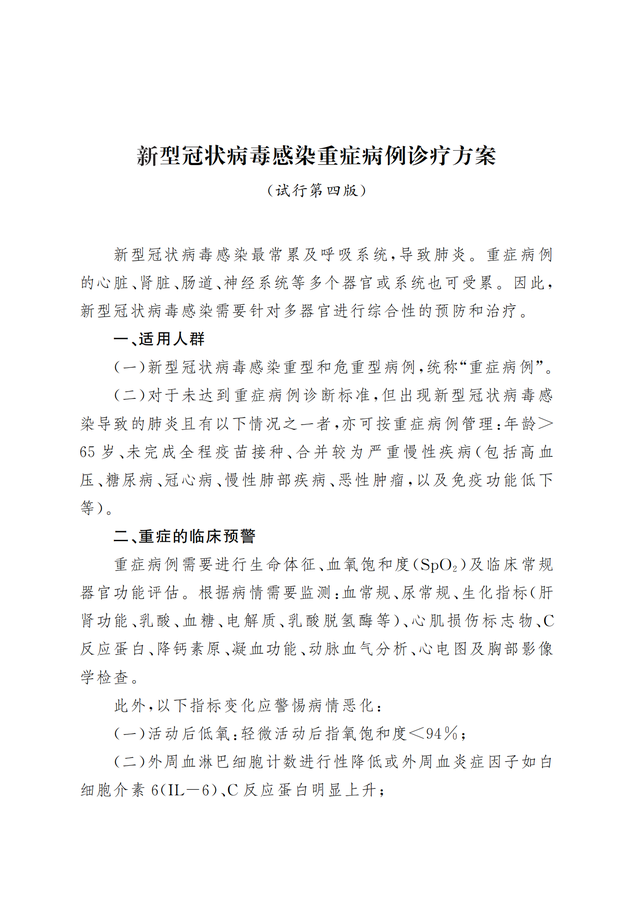 新型冠状病毒感染重症病例诊疗方案
（试行第四版）
新型冠状病毒感染最常累及呼吸系统,导致肺炎。重症病例
的心脏、肾脏、肠道、神经系统等多个器官或系统也可受累。因此,
新型冠状病毒感染需要针对多器官进行综合性的预防和治疗。
一、适用人群
(一)新型冠状病毒感染重型和危重型病例,统称“重症病例”。
(二)对于未达到重症病例诊断标准,但出现新型冠状病毒感
染导致的肺炎且有以下情况之一者,亦可按重症病例管理:年龄＞
65 岁、未完成全程疫苗接种、合并较为严重慢性疾病(包括高血
压、糖尿病、冠心病、慢性肺部疾病、恶性肿瘤,以及免疫功能低下
等)。
二、重症的临床预警
重症病例需要进行生命体征、血氧饱和度(SpO₂)及临床常规
器官功能评估。根据病情需要监测:血常规、尿常规、生化指标(肝
肾功能、乳酸、血糖、电解质、乳酸脱氢酶等)、心肌损伤标志物、C
反应蛋白、降钙素原、凝血功能、动脉血气分析、心电图及胸部影像
学检查。
此外,以下指标变化应警惕病情恶化:
(一)活动后低氧:轻微活动后指氧饱和度＜94％;
(二)外周血淋巴细胞计数进行性降低或外周血炎症因子如白
细胞介素 6(IL－6)、C 反应蛋白明显上升;